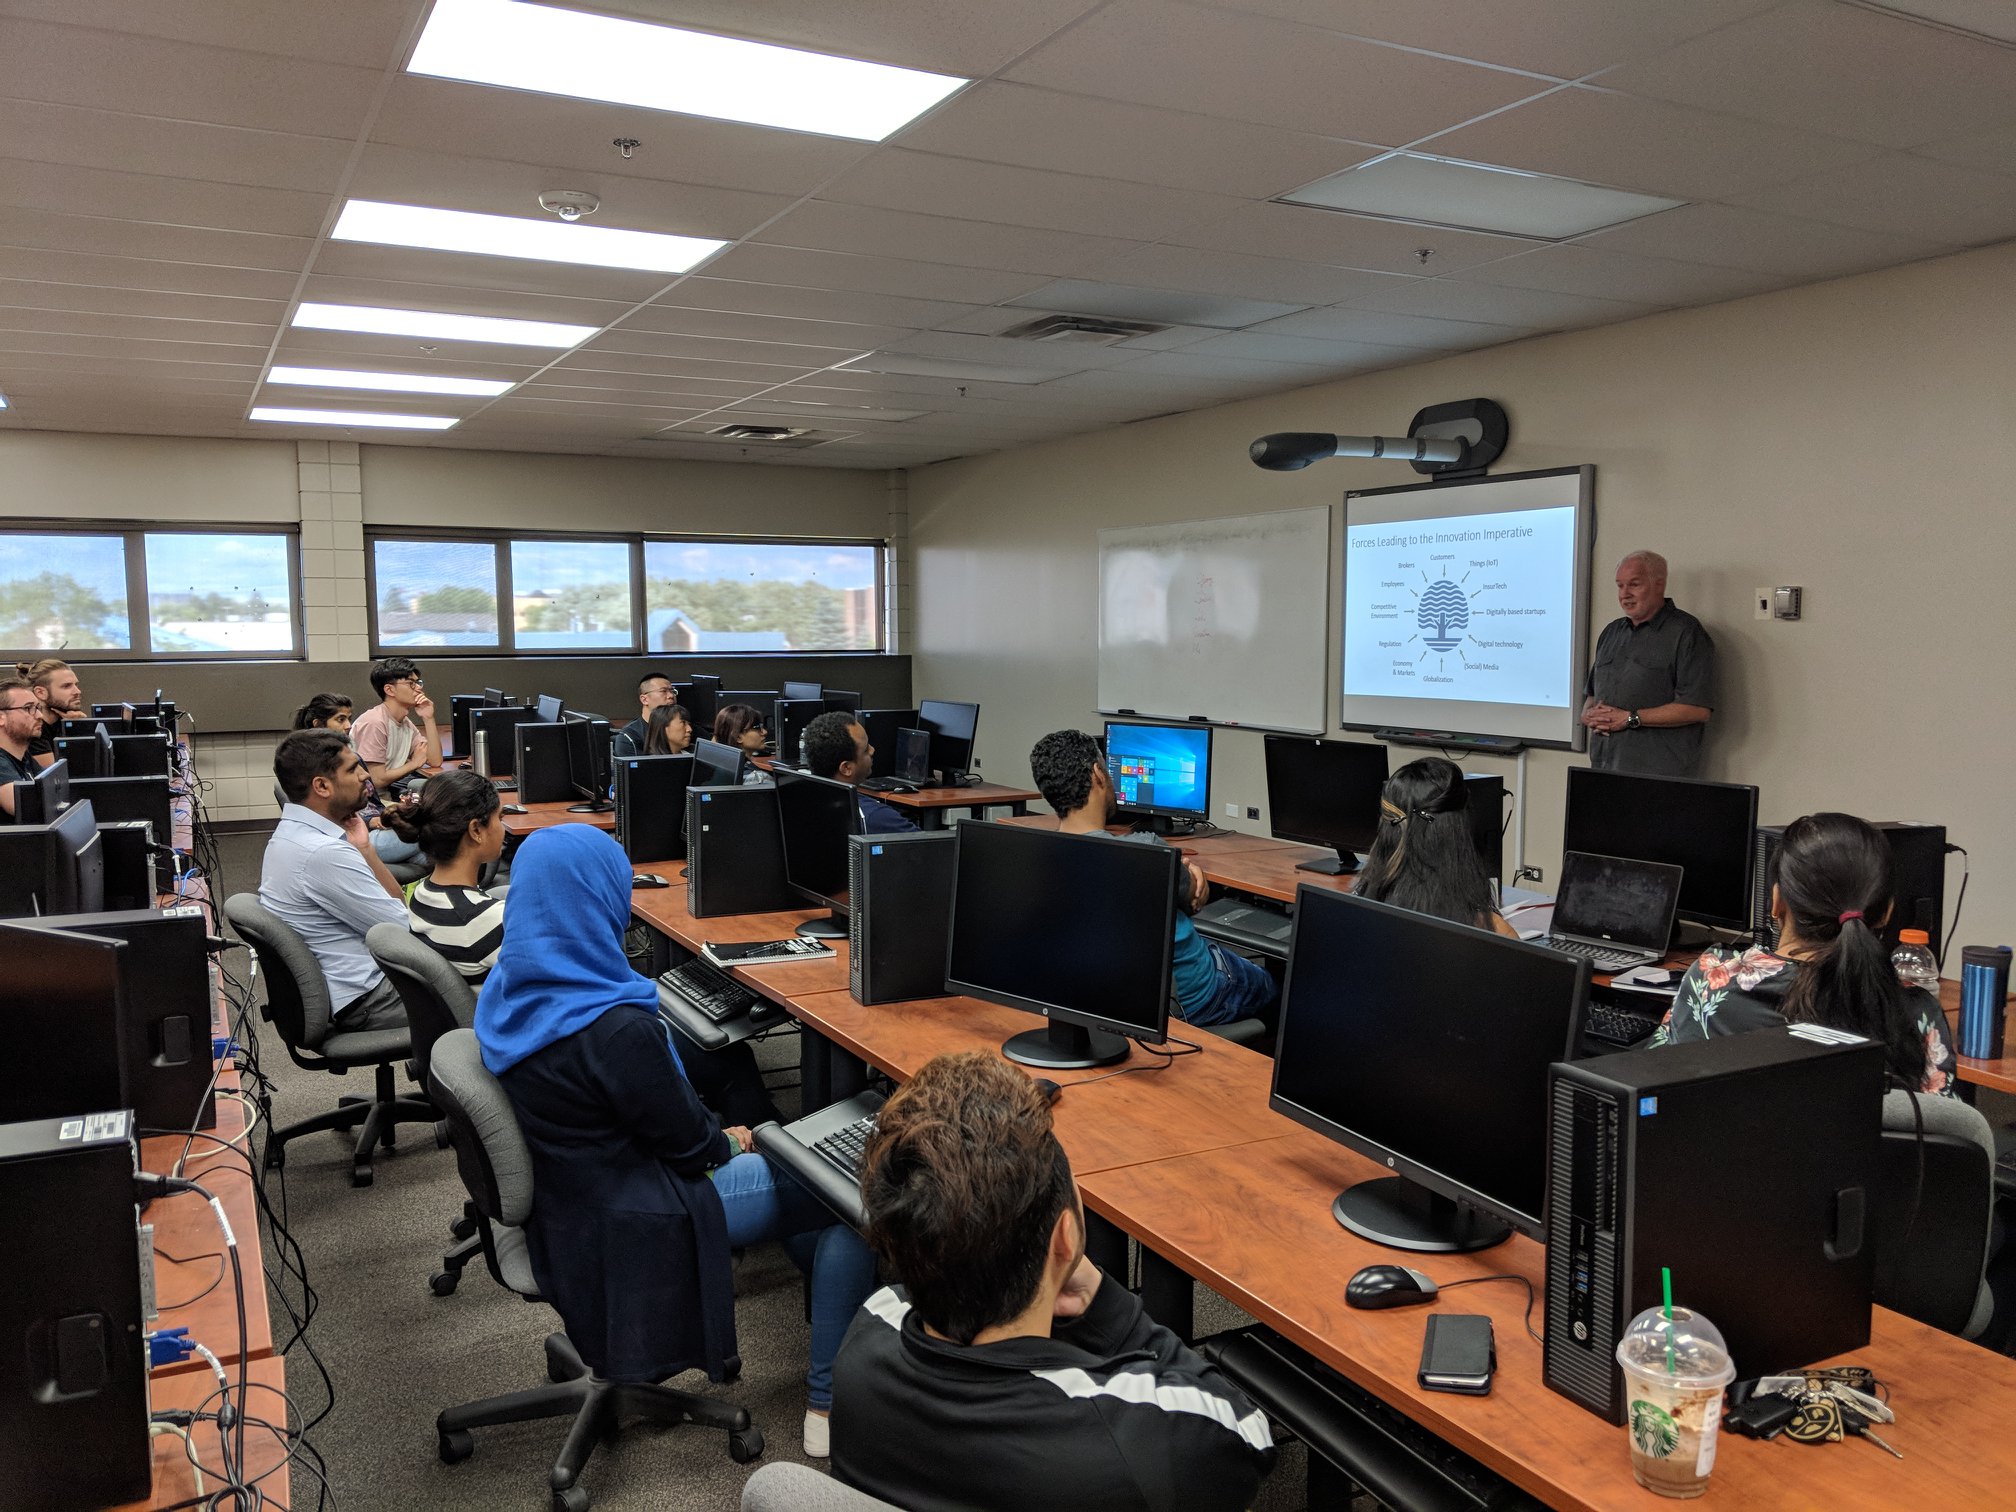 Forces Leading to the Innovation Imperative
Customers
Brokers
Things (IoT)
Employees
InsurTech
Competitive
Environment
Digitally based startups
Regulation
Digital technology
Economy
& Markets
(Social) Media
Globalization